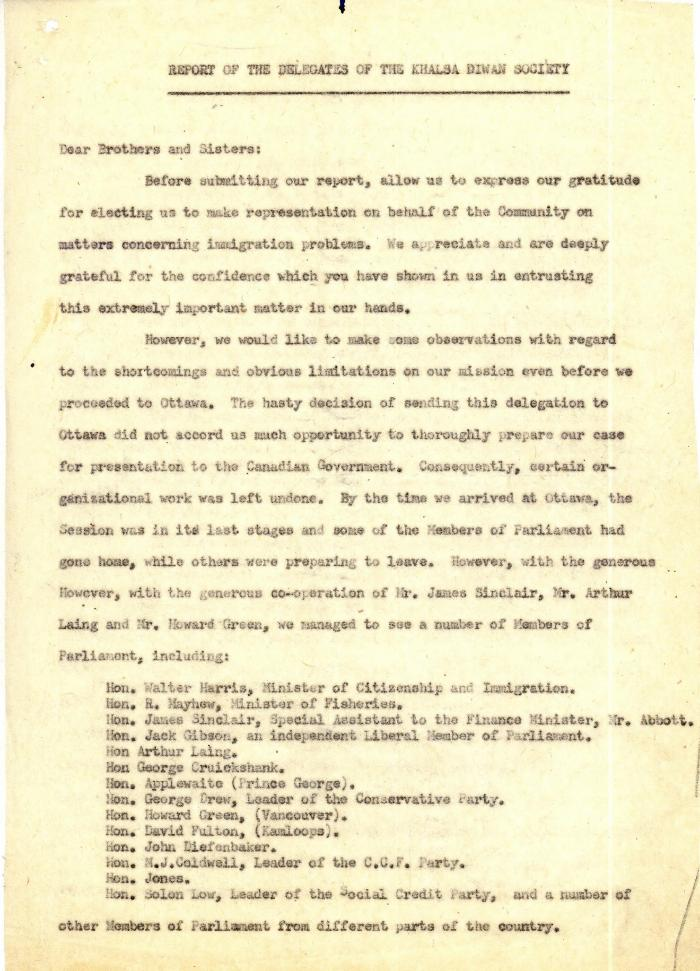 REPORT OF THE DELEGATES OF THE KHALSA DIWAN SOCIETY
Dear Brothers and Sisters:
Before submitting our report, allow us to express our gratitude
for electing us to make representation on behalf of the Community on
matters concerning immigration problems. We appreciate and are deeply
grateful for the confidence which you have shown in us in entrusting
this extremely important matter in our hands.
However, we would like to make some observations with regard
to the shortcomings and obvious limitations on our mission even before we
proceeded to Ottawa. The hasty decision of sending this delegation to
Ottawa did not accord us much opportunity to thoroughly prepare our case
for presentation to the Canadian Government. Consequently, certain or-
ganizational work was left undone. By the time we arrived at Ottawa, the
Session was in its last stages and some of the Members of Parliament had
gone home, while others were preparing to leave. However, with the generous
However, with the generous co-operation of Mr. James Sinclair, Mr. Arthur
Laing and Mr. Howard Green, we managed to see a number of Members of
Parliament, including:
Hon. Walter Harris, Minister of Citizenship and Immigration.
Hon. R. Mayhew, Minister of Fisheries.
Hon. James Sinclair, Special Assistant to the Finance Minister, Mr. Abbott.
Hon. Jack Gibson, an independent Liberal Member of Parliament.
Hon Arthur Laing.
Hon George Cruickshank.
Hon. Applewaite (Prince George).
Hon. George Drew, Leader of the Conservative Party.
Hon. Howard Green, (Vancouver).
Hon. David Fulton, (Kamloops).
Hon. John Diefenbaker.
Hon. M.J.Coldwell, Leader of the C.C.F. Party.
Hon. Jones.
Hon. Solon Low, Leader of the Social Credit Party, and a number of
other Members of Parliament from different parts of the country.